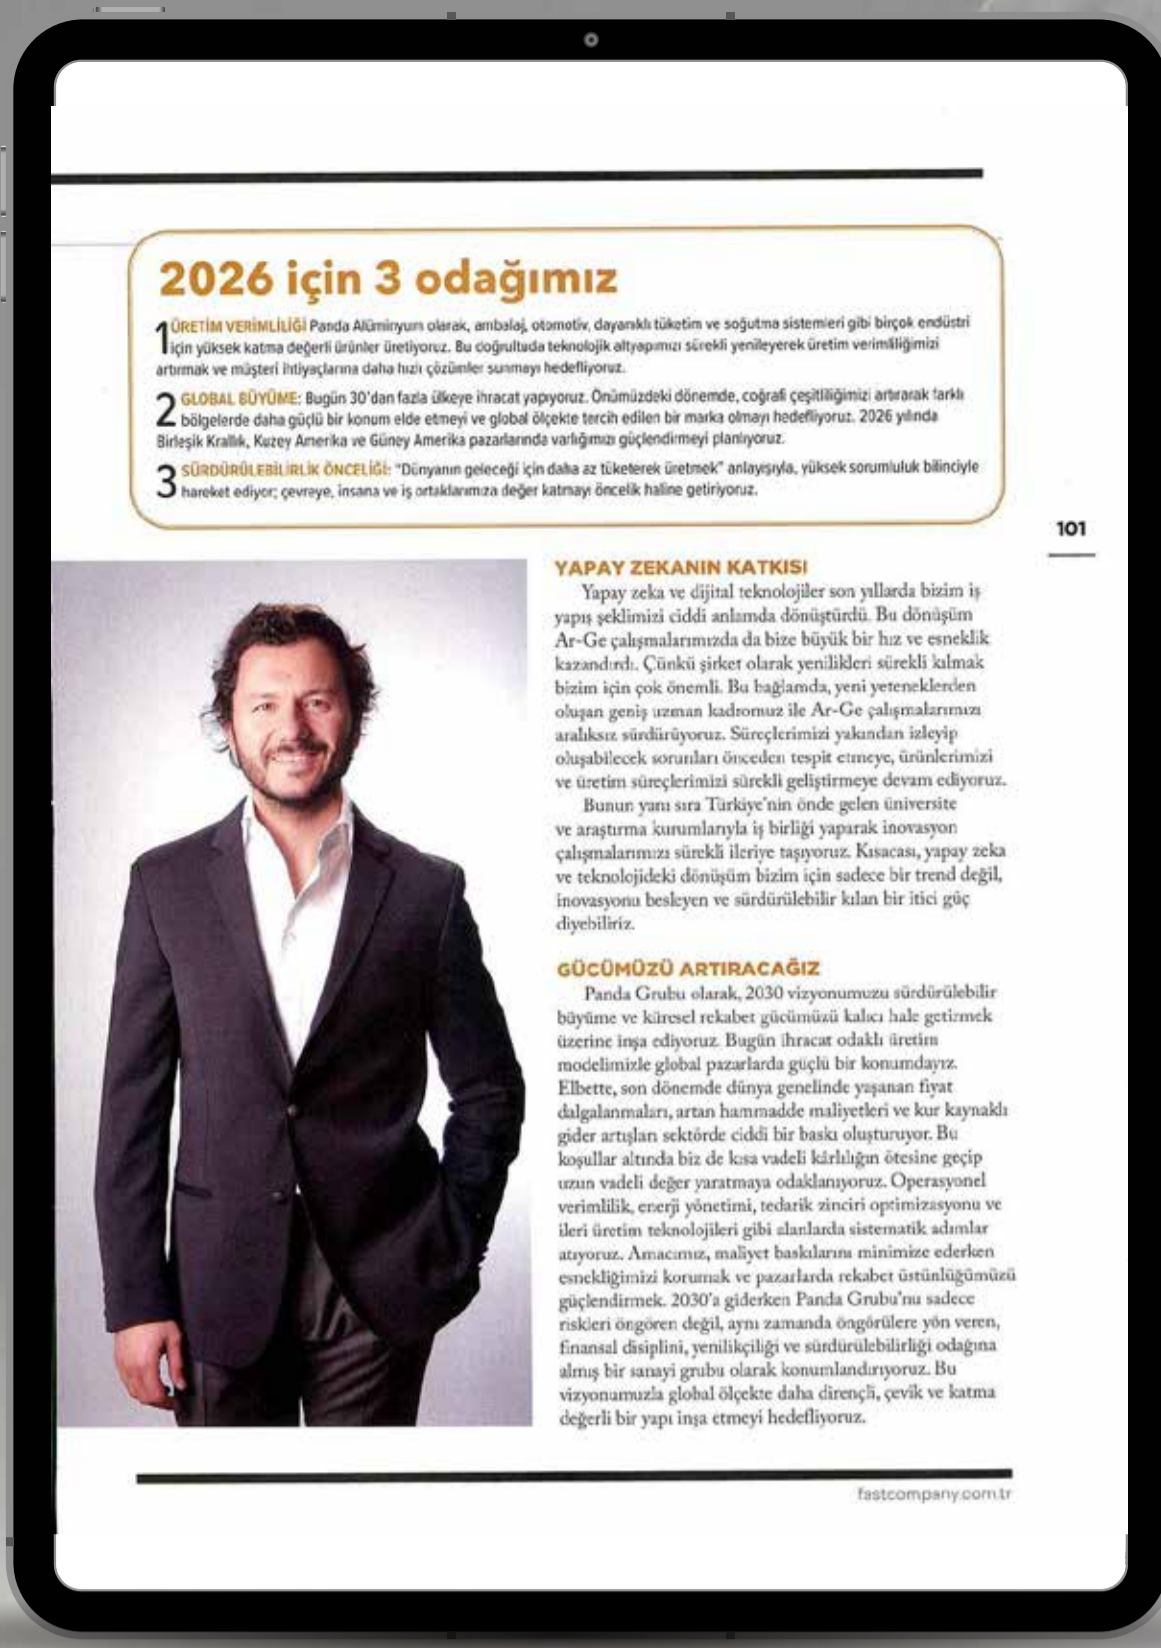 2026 için 3 odağımız
1 ÜRETİM VERİMLİLİĞİ Panda Alüminyum olarak, ambalaj, otomotiv, dayanıklı tüketim ve soğutma sistemleri gibi birçok endüstri
için yüksek katma değerli ürünler üretiyoruz. Bu doğrultuda teknolojik altyapımızı sürekli yenileyerek üretim verimliliğimizi
artırmak ve müşteri ihtiyaçlarına daha hızlı çözümler sunmayı hedefliyoruz.
2 GLOBAL BÜYÜME: Bugün 30'dan fazla ülkeye ihracat yapıyoruz. Önümüzdeki dönemde, coğrafi çeşitliliğimizi artırarak farklı
bölgelerde daha güçlü bir konum elde etmeyi ve global ölçekte tercih edilen bir marka olmayı hedefliyoruz. 2026 yılında
Birleşik Krallık, Kuzey Amerika ve Güney Amerika pazarlarında varlığımızı güçlendirmeyi planlıyoruz.
3 SÜRDÜRÜLEBİLİRLİK ÖNCELİĞİ: "Dünyanın geleceği için daha az tüketerek üretmek" anlayışıyla, yüksek sorumluluk bilinciyle
hareket ediyor; çevreye, insana ve iş ortaklarımıza değer katmayı öncelik haline getiriyoruz.
101
YAPAY ZEKANIN KATKISI
Yapay zeka ve dijital teknolojiler son yıllarda bizim iş
yapış şeklimizi ciddi anlamda dönüştürdü. Bu dönüşüm
Ar-Ge çalışmalarımızda da bize büyük bir hız ve esneklik
kazandırdı. Çünkü şirket olarak yenilikleri sürekli kılmak
bizim için çok önemli. Bu bağlamda, yeni yeteneklerden
oluşan geniş uzman kadromuz ile Ar-Ge çalışmalarımızı
aralıksız sürdürüyoruz. Süreçlerimizi yakından izleyip
oluşabilecek sorunları önceden tespit etmeye, ürünlerimizi
ve üretim süreçlerimizi sürekli geliştirmeye devam ediyoruz.
Bunun yanı sıra Türkiye'nin önde gelen üniversite
ve araştırma kurumlarıyla iş birliği yaparak inovasyon
çalışmalarımızı sürekli ileriye taşıyoruz. Kısacası, yapay zeka
ve teknolojideki dönüşüm bizim için sadece bir trend değil,
inovasyonu besleyen ve sürdürülebilir kılan bir itici güç
diyebiliriz.
GÜCÜMÜZÜ ARTIRACAĞIZ
Panda Grubu olarak, 2030 vizyonumuzu sürdürülebilir
büyüme ve küresel rekabet gücümüzü kalıcı hale getirmek
üzerine inşa ediyoruz. Bugün ihracat odaklı üretim
modelimizle global pazarlarda güçlü bir konumdayız.
Elbette, son dönemde dünya genelinde yaşanan fiyat
dalgalanmaları, artan hammadde maliyetleri ve kur kaynaklı
gider artışları sektörde ciddi bir baskı oluşturuyor. Bu
koşullar altında biz de kısa vadeli kârlılığın ötesine geçip
uzun vadeli değer yaratmaya odaklanıyoruz. Operasyonel
verimlilik, enerji yönetimi, tedarik zinciri optimizasyonu ve
ileri üretim teknolojileri gibi alanlarda sistematik adımlar
atıyoruz. Amacımız, maliyet baskılarını minimize ederken
esnekliğimizi korumak ve pazarlarda rekabet üstünlüğümüzü
güçlendirmek. 2030'a giderken Panda Grubu'nu sadece
riskleri öngören değil, aynı zamanda öngörülere yön veren,
finansal disiplini, yenilikçiliği ve sürdürülebilirliği odağına
almış bir sanayi grubu olarak konumlandırıyoruz. Bu
vizyonumuzla global ölçekte daha dirençli, çevik ve katma
değerli bir yapı inşa etmeyi hedefliyoruz.
fastcompany.com.tr